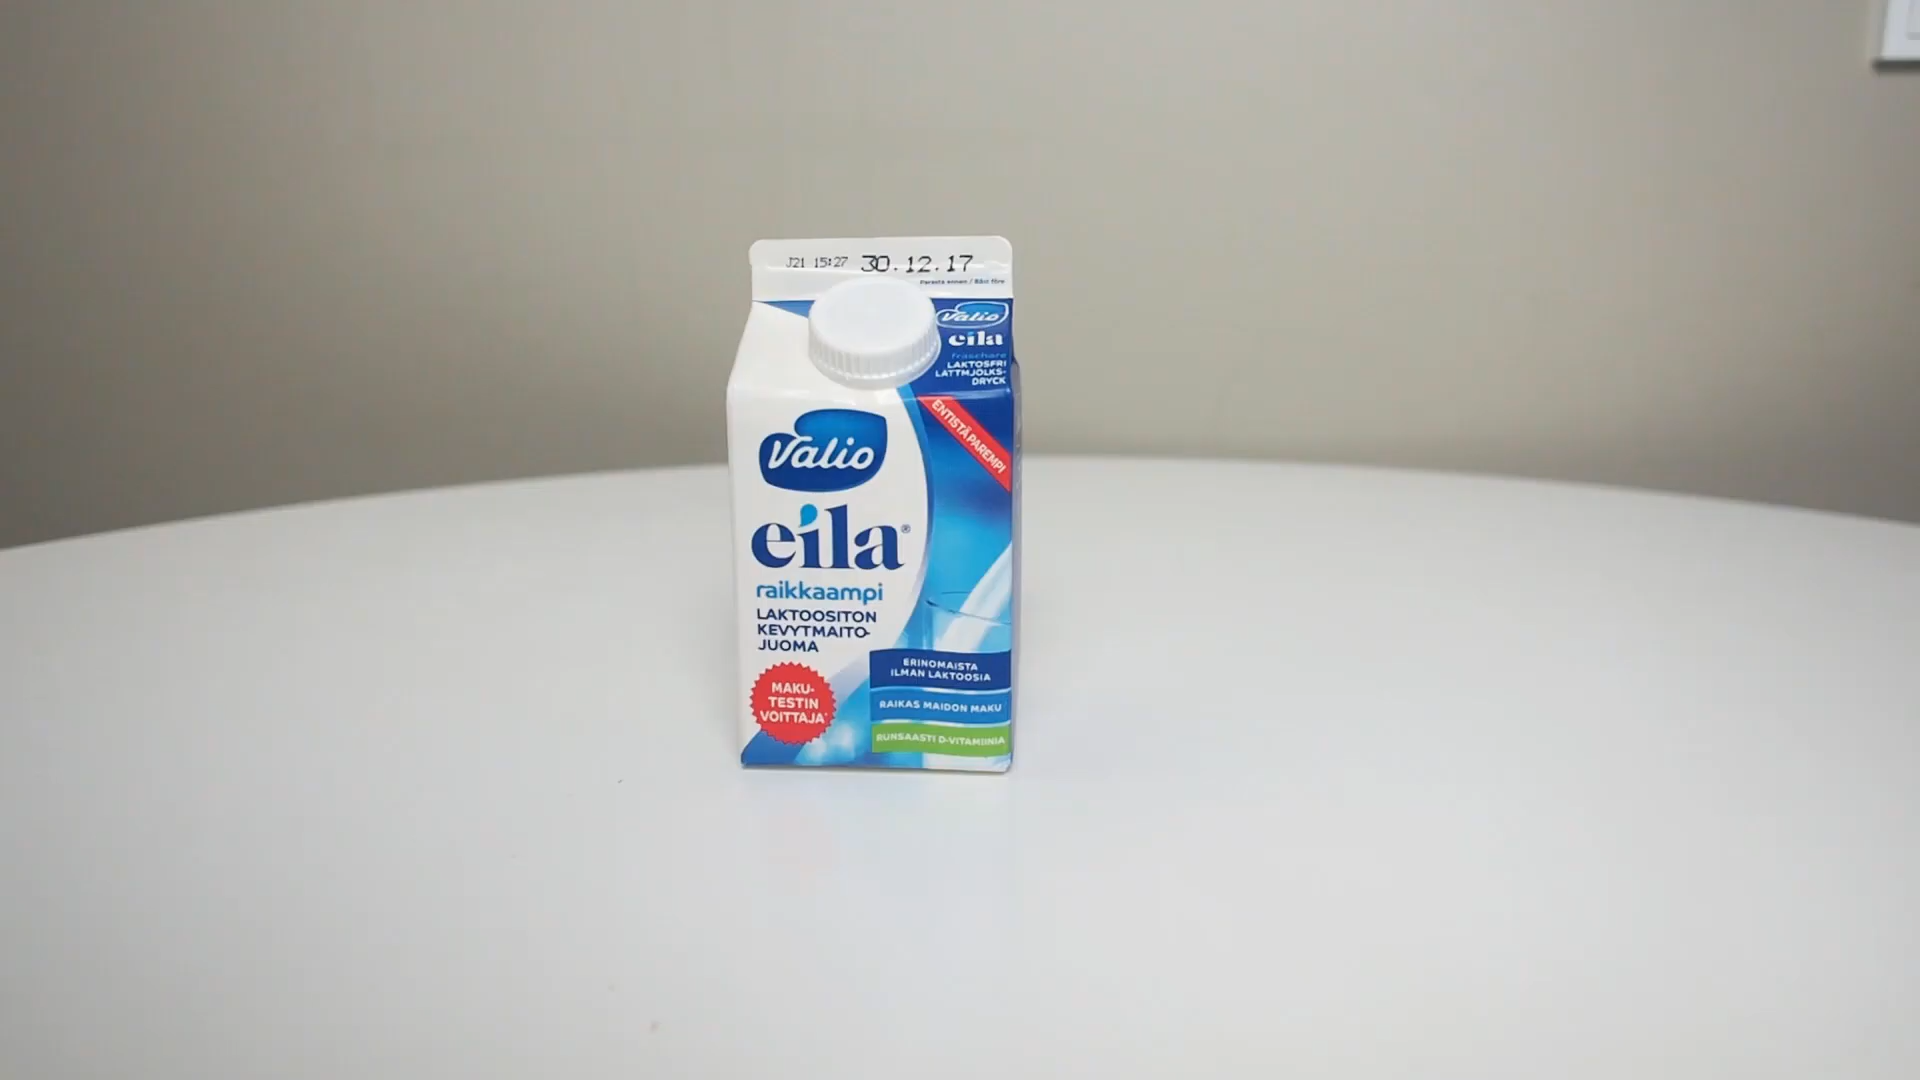 J21 15:27 30.12.17
Parasta ennen / Bäst före
Valio
eila
fräschare
LAKTOSFRI
LÄTTMJÖLKS-
DRYCK
ENTISTÄ PAREMPI
Valio
eila®
raikkaampi
LAKTOOSITON
KEVYTMAITO-
JUOMA
MAKU-
TESTIN
VOITTAJA*
ERINOMAISTA
ILMAN LAKTOOSIA
RAIKAS MAIDON MAKU
RUNSAASTI D-VITAMIINIA